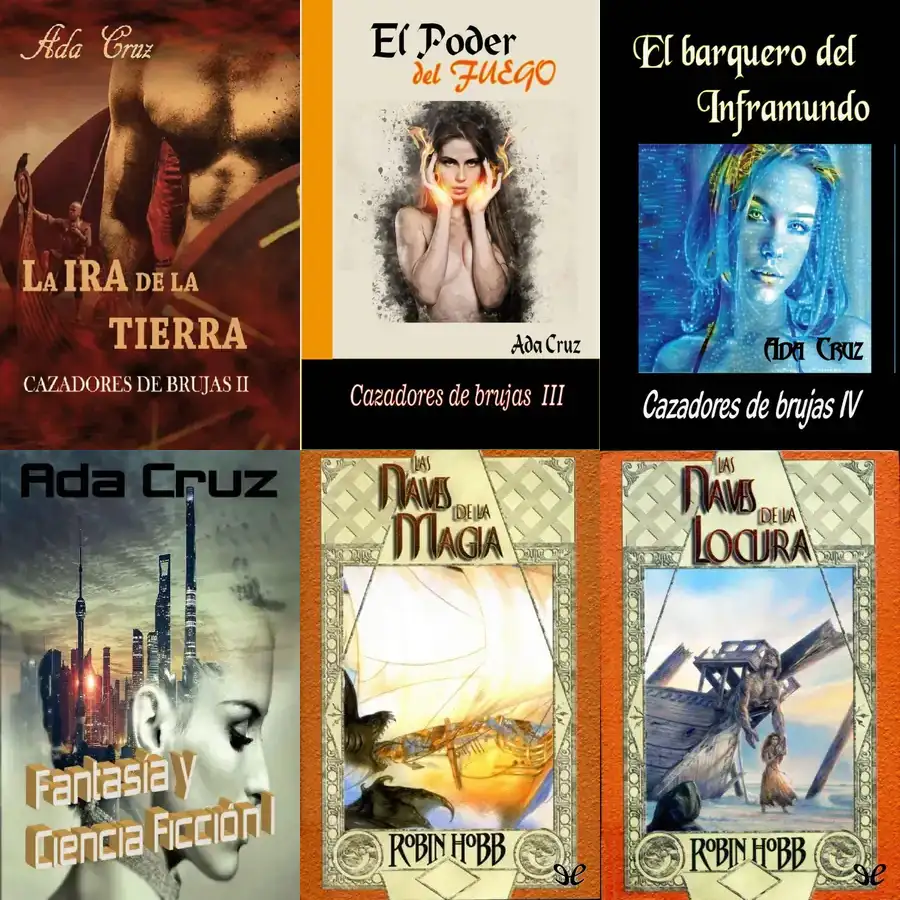 Ada Cruz
LA IRA DE LA
TIERRA
CAZADORES DE BRUJAS II
El Poder
del FUEGO
Ada Cruz
Cazadores de brujas III
El barquero del
Inframundo
Ada Cruz
Cazadores de brujas IV
Ada Cruz
Fantasía y
Ciencia Ficción I
LAS
NAVES
DE LA
MAGIA
ROBIN HOBB
LAS
NAVES
DE LA
LOCURA
ROBIN HOBB